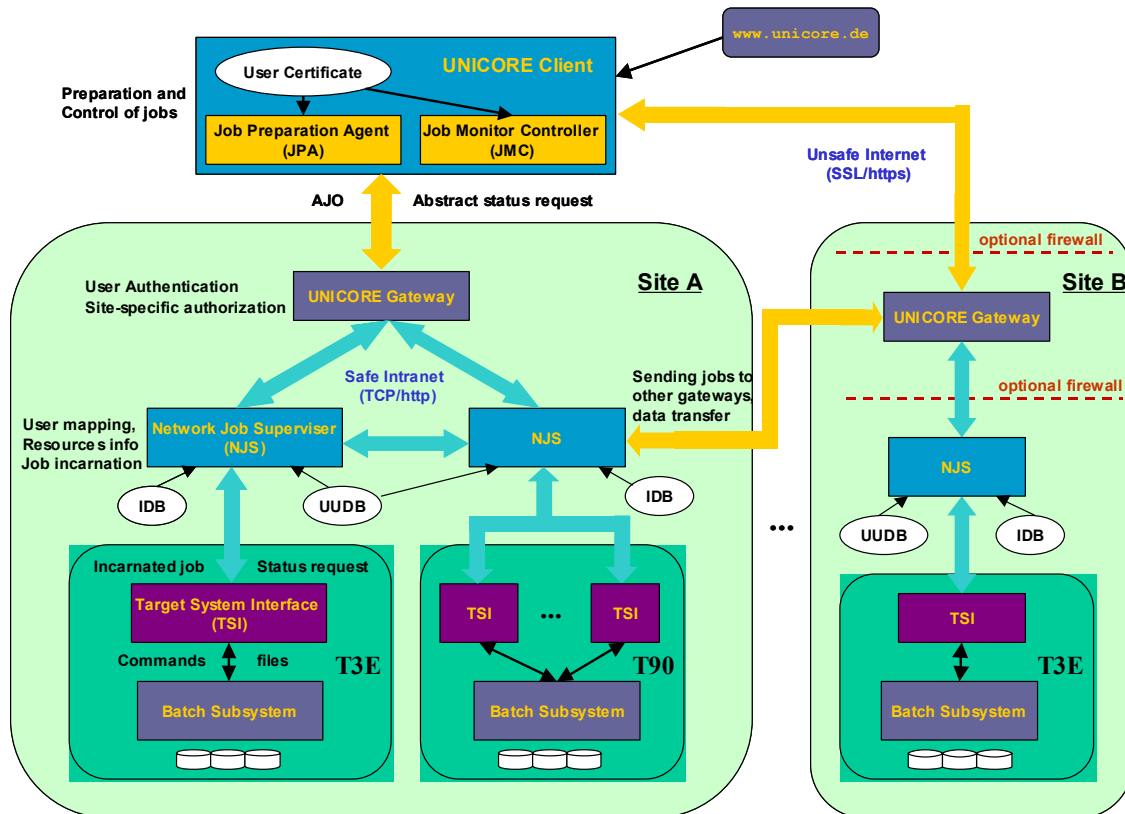 www.unicore.de
UNICORE Client
User Certificate
Preparation and
Control of jobs
Job Preparation Agent
(JPA)
Job Monitor Controller
(JMC)
Unsafe Internet
(SSL/https)
AJO
Abstract status request
optional firewall
Site A
Site B
User Authentication
Site-specific authorization
UNICORE Gateway
UNICORE Gateway
Safe Intranet
(TCP/http)
Sending jobs to
other gateways,
data transfer
optional firewall
User mapping,
Resources info
Job incarnation
Network Job Superviser
(NJS)
NJS
NJS
IDB
UUDB
IDB
...
UUDB
IDB
Incarnated job
Status request
Target System Interface
(TSI)
TSI
...
TSI
TSI
Commands
files
T3E
T90
T3E
Batch Subsystem
Batch Subsystem
Batch Subsystem